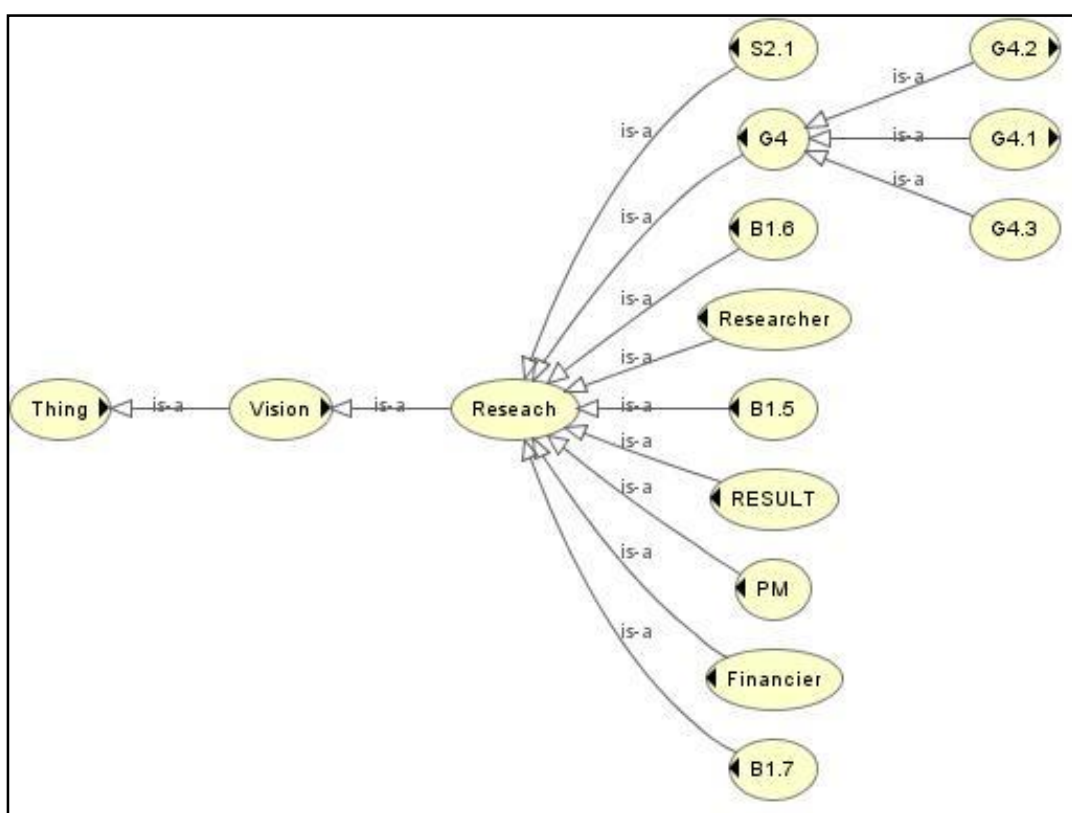 S2.1
G4.2
is-a
is-a
G4
is-a
G4.1
is-a
is-a
B1.6
G4.3
is-a
Researcher
is-a
Thing
is-a
Vision
is-a
Reseach
is-a
B1.5
is-a
RESULT
is-a
PM
is-a
Financier
is-a
B1.7